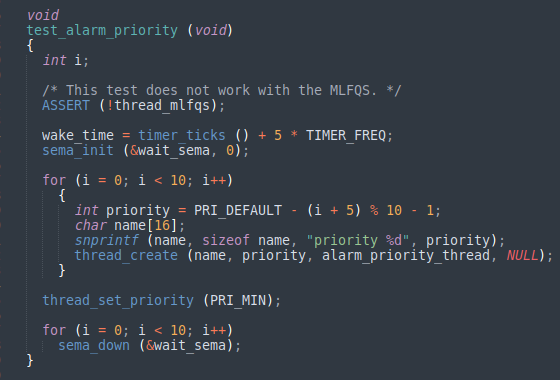 void
test_alarm_priority (void)
{
  int i;

  /* This test does not work with the MLFQS. */
  ASSERT (!thread_mlfqs);

  wake_time = timer_ticks () + 5 * TIMER_FREQ;
  sema_init (&wait_sema, 0);

  for (i = 0; i < 10; i++)
    {
      int priority = PRI_DEFAULT - (i + 5) % 10 - 1;
      char name[16];
      snprintf (name, sizeof name, "priority %d", priority);
      thread_create (name, priority, alarm_priority_thread, NULL);
    }

  thread_set_priority (PRI_MIN);

  for (i = 0; i < 10; i++)
    sema_down (&wait_sema);
}